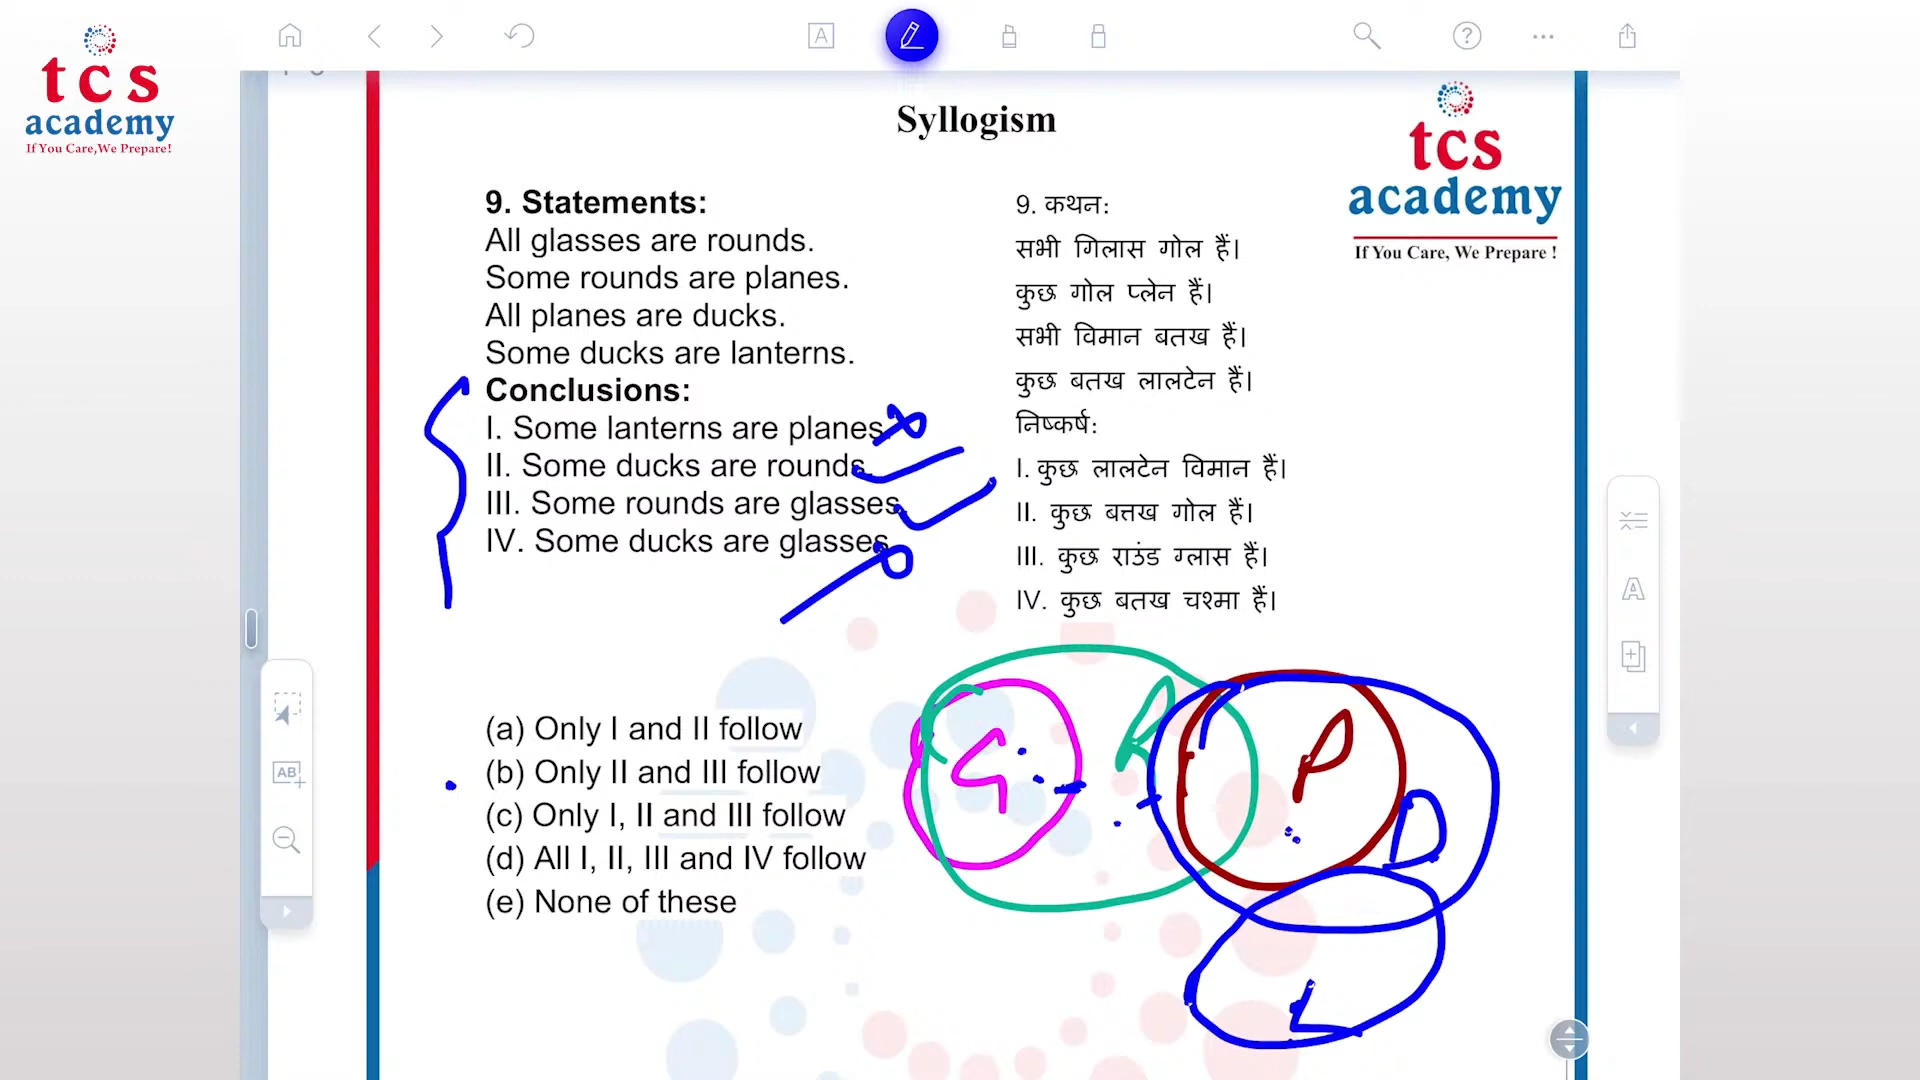 tcs
academy
If You Care,We Prepare!
Syllogism
tcs
academy
If You Care, We Prepare !
9. Statements:
All glasses are rounds.
Some rounds are planes.
All planes are ducks.
Some ducks are lanterns.
Conclusions:
I. Some lanterns are planes.
II. Some ducks are rounds.
III. Some rounds are glasses.
IV. Some ducks are glasses.
9. कथन:
सभी गिलास गोल हैं।
कुछ गोल प्लेन हैं।
सभी विमान बतख हैं।
कुछ बतख लालटेन हैं।
निष्कर्ष:
I. कुछ लालटेन विमान हैं।
II. कुछ बत्तख गोल हैं।
III. कुछ राउंड ग्लास हैं।
IV. कुछ बतख चश्मा हैं।
(a) Only I and II follow
(b) Only II and III follow
(c) Only I, II and III follow
(d) All I, II, III and IV follow
(e) None of these
G R P D L